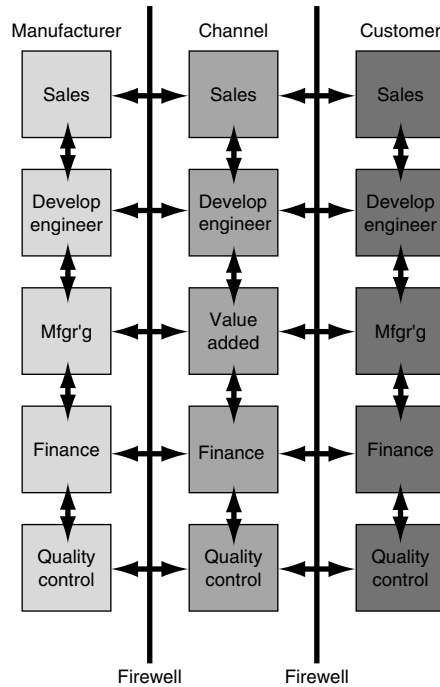 Manufacturer Channel Customer
Sales Sales Sales
Develop Develop Develop
engineer engineer engineer
Mfgr'g Value Mfgr'g
added
Finance Finance Finance
Quality Quality Quality
control control control
Firewell Firewell